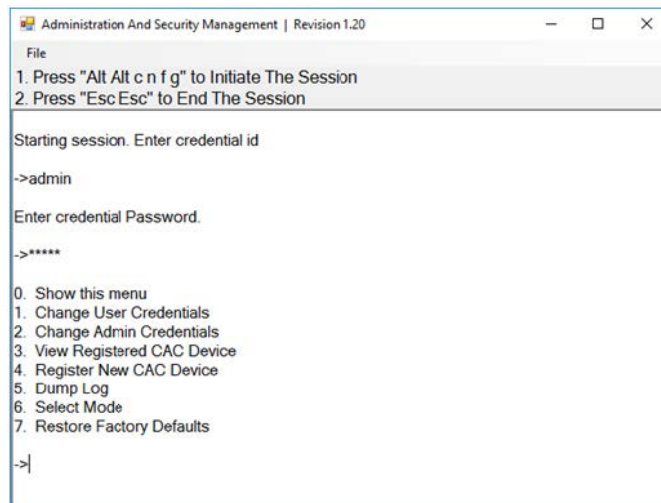 Administration And Security Management | Revision 1.20
File
1. Press "Alt Alt c n f g" to Initiate The Session
2. Press "Esc Esc" to End The Session
Starting session. Enter credential id
->admin
Enter credential Password.
->*****
0. Show this menu
1. Change User Credentials
2. Change Admin Credentials
3. View Registered CAC Device
4. Register New CAC Device
5. Dump Log
6. Select Mode
7. Restore Factory Defaults
->